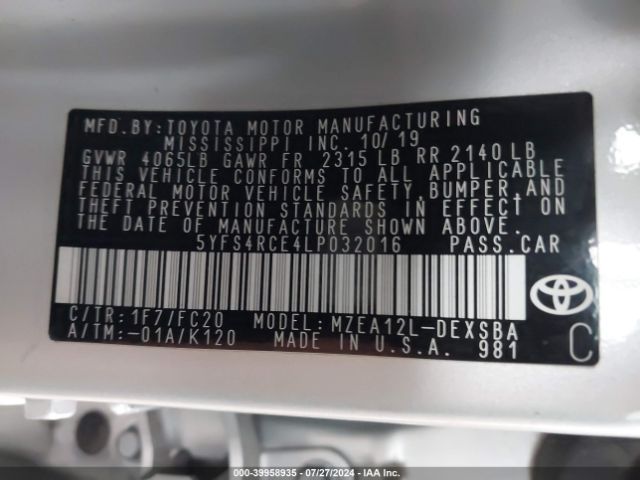 MFD.BY:TOYOTA MOTOR MANUFACTURING
MISSISSIPPI INC. 10/19
GVWR 4065LB GAWR FR 2315 LB RR 2140 LB
THIS VEHICLE CONFORMS TO ALL APPLICABLE
FEDERAL MOTOR VEHICLE SAFETY, BUMPER, AND
THEFT PREVENTION STANDARDS IN EFFECT ON
THE DATE OF MANUFACTURE SHOWN ABOVE.
5YFS4RCE4LP032016 PASS.CAR
C/TR:1F7/FC20 MODEL:MZEA12L-DEXSBA
A/TM:-01A/K120 MADE IN U.S.A. 981
C
000-39958935 / 07/27/2024 - IAA Inc.